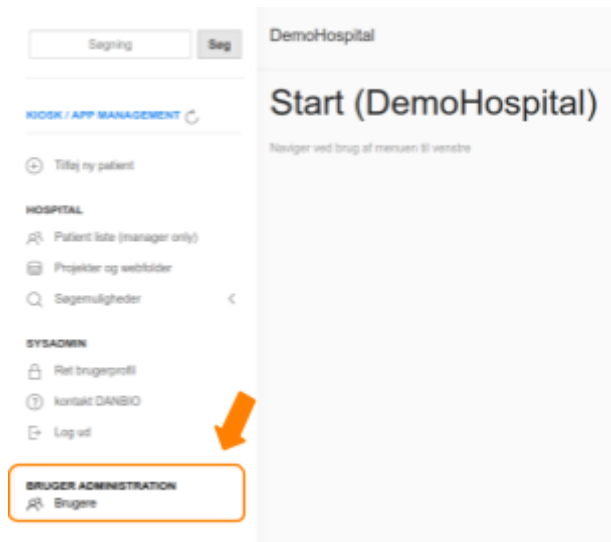 Søgning
Søg
KIOSK / APP MANAGEMENT
Tilføj ny patient
HOSPITAL
Patient liste (manager only)
Projekter og webfolder
Søgemuligheder
SYSADMIN
Ret brugerprofil
kontakt DANBIO
Log ud
BRUGER ADMINISTRATION
Brugere
DemoHospital
Start (DemoHospital)
Naviger ved brug af menuen til venstre